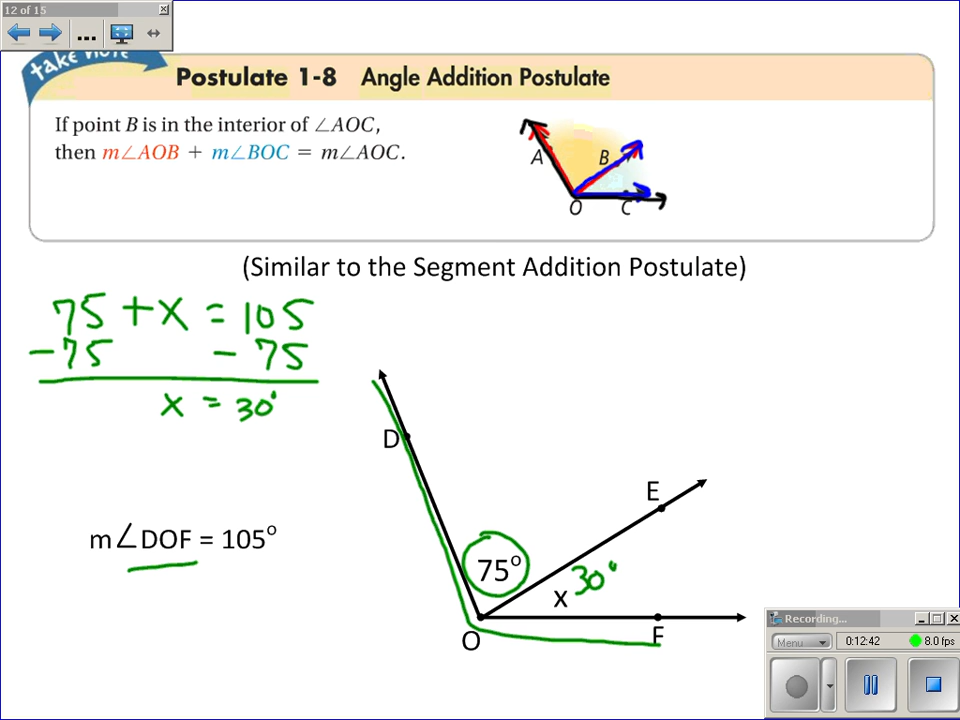 12 of 15
take note
Postulate 1-8 Angle Addition Postulate
If point B is in the interior of ∠AOC,
then m∠AOB + m∠BOC = m∠AOC.
A
B
O
C
(Similar to the Segment Addition Postulate)
75 + x = 105
-75 - 75
x = 30°
D
E
m∠DOF = 105°
75°
x 30°
O
F
Recording...
Menu
0:12:42
8.0 fps